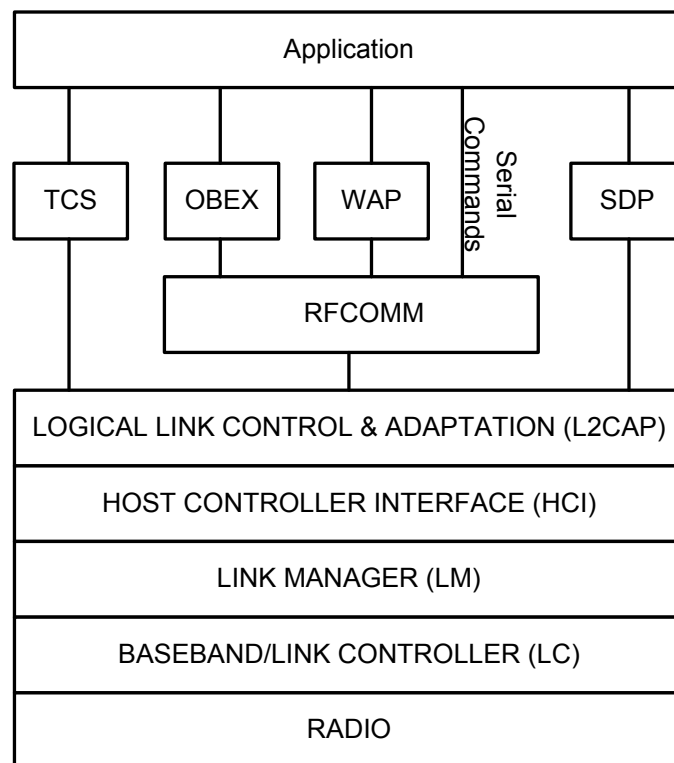 Application
TCS
OBEX
WAP
Serial
Commands
SDP
RFCOMM
LOGICAL LINK CONTROL & ADAPTATION (L2CAP)
HOST CONTROLLER INTERFACE (HCI)
LINK MANAGER (LM)
BASEBAND/LINK CONTROLLER (LC)
RADIO